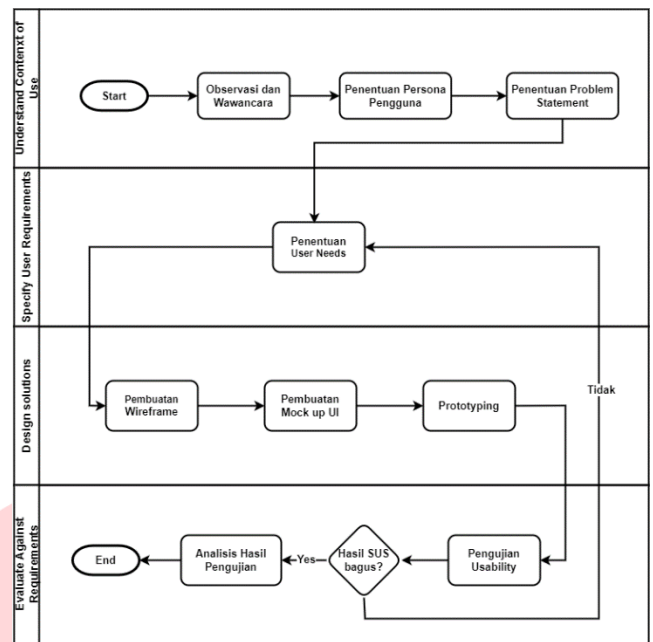 Understand Contenxt of
Use
Start
Observasi dan
Wawancara
Penentuan Persona
Pengguna
Penentuan Problem
Statement
Specify User Requirements
Penentuan
User Needs
Design solutions
Pembuatan
Wireframe
Pembuatan
Mock up UI
Prototyping
Tidak
Evaluate Against
Requirements
End
Analisis Hasil
Pengujian
Yes
Hasil SUS
bagus?
Pengujian
Usability